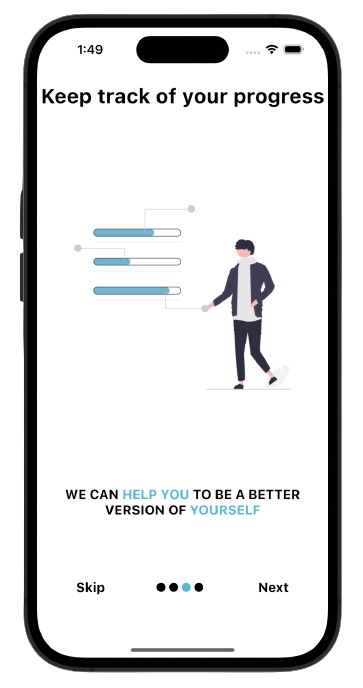 1:49
Keep track of your progress
WE CAN HELP YOU TO BE A BETTER
VERSION OF YOURSELF
Skip
Next